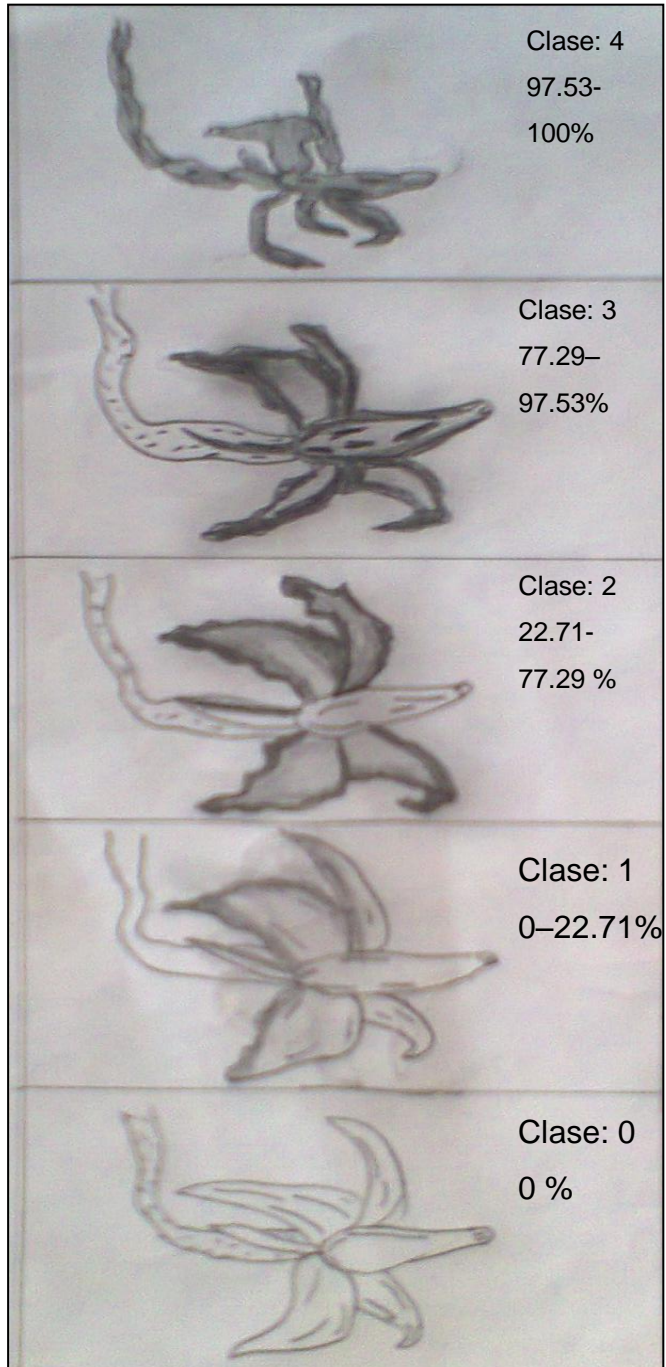 Clase: 4
97.53-
100%
Clase: 3
77.29–
97.53%
Clase: 2
22.71-
77.29 %
Clase: 1
0–22.71%
Clase: 0
0 %